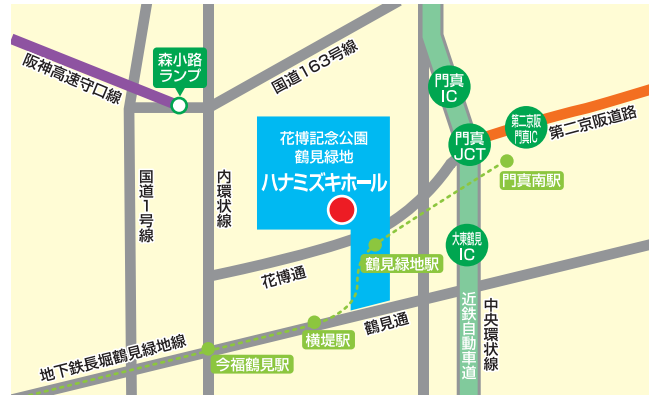 阪神高速守口線
森小路
ランプ
国道163号線
門真
IC
第二京阪
門真IC
第二京阪道路
門真
JCT
花博記念公園
鶴見緑地
ハナミズキホール
国道1号線
内環状線
門真南駅
大東鶴見
IC
鶴見緑地駅
花博通
近鉄自動車道
中央環状線
鶴見通
横堤駅
今福鶴見駅
地下鉄長堀鶴見緑地線